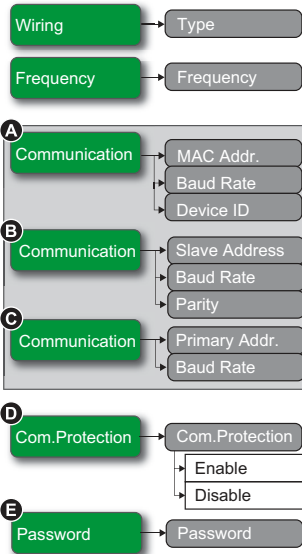 Wiring Type
Frequency Frequency
A
Communication MAC Addr.
Baud Rate
Device ID
B
Communication Slave Address
Baud Rate
Parity
C
Communication Primary Addr.
Baud Rate
D
Com.Protection Com.Protection
Enable
Disable
E
Password Password